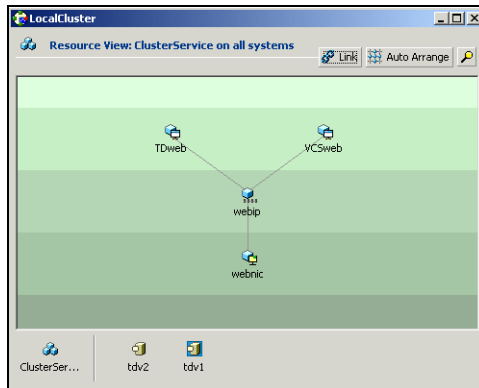 LocalCluster
Resource View: ClusterService on all systems
Link Auto Arrange
TDweb VCSweb
webip
webnic
ClusterSer... tdv2 tdv1